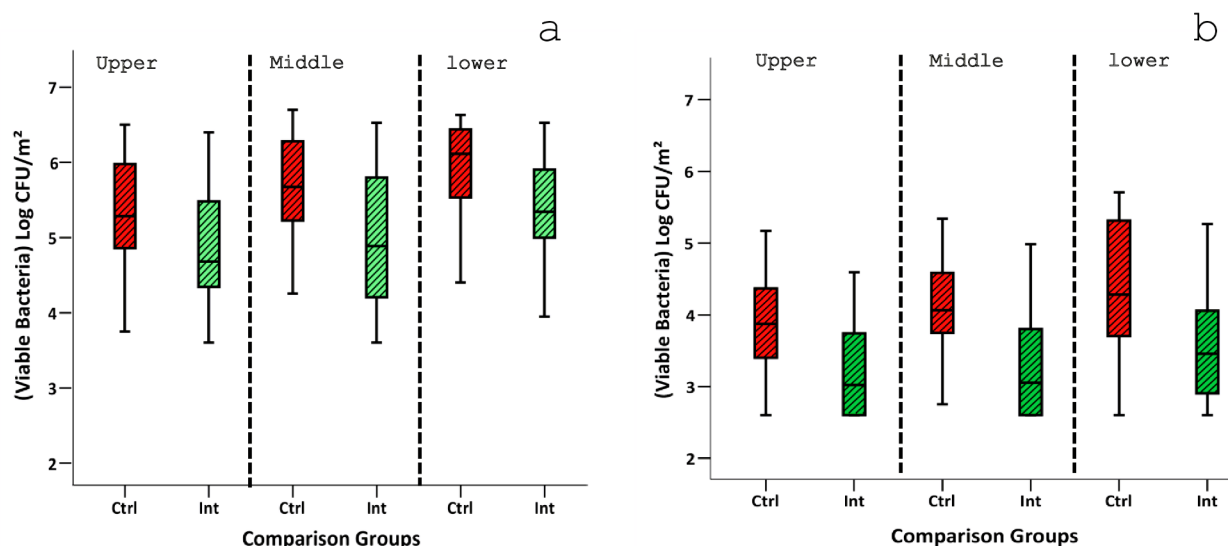 a
Upper Middle lower
(Viable Bacteria) Log CFU/m²
7
6
5
4
3
2
Ctrl Int Ctrl Int Ctrl Int
Comparison Groups
b
Upper Middle lower
(Viable Bacteria) Log CFU/m²
7
6
5
4
3
2
Ctrl Int Ctrl Int Ctrl Int
Comparison Groups